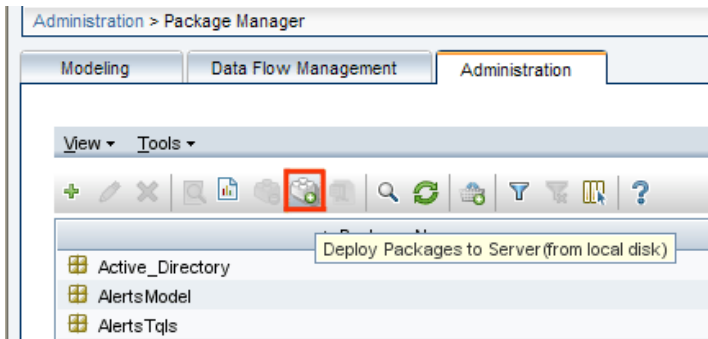 Administration > Package Manager
Modeling
Data Flow Management
Administration
View
Tools
?
Deploy Packages to Server(from local disk)
Active_Directory
AlertsModel
AlertsTqls